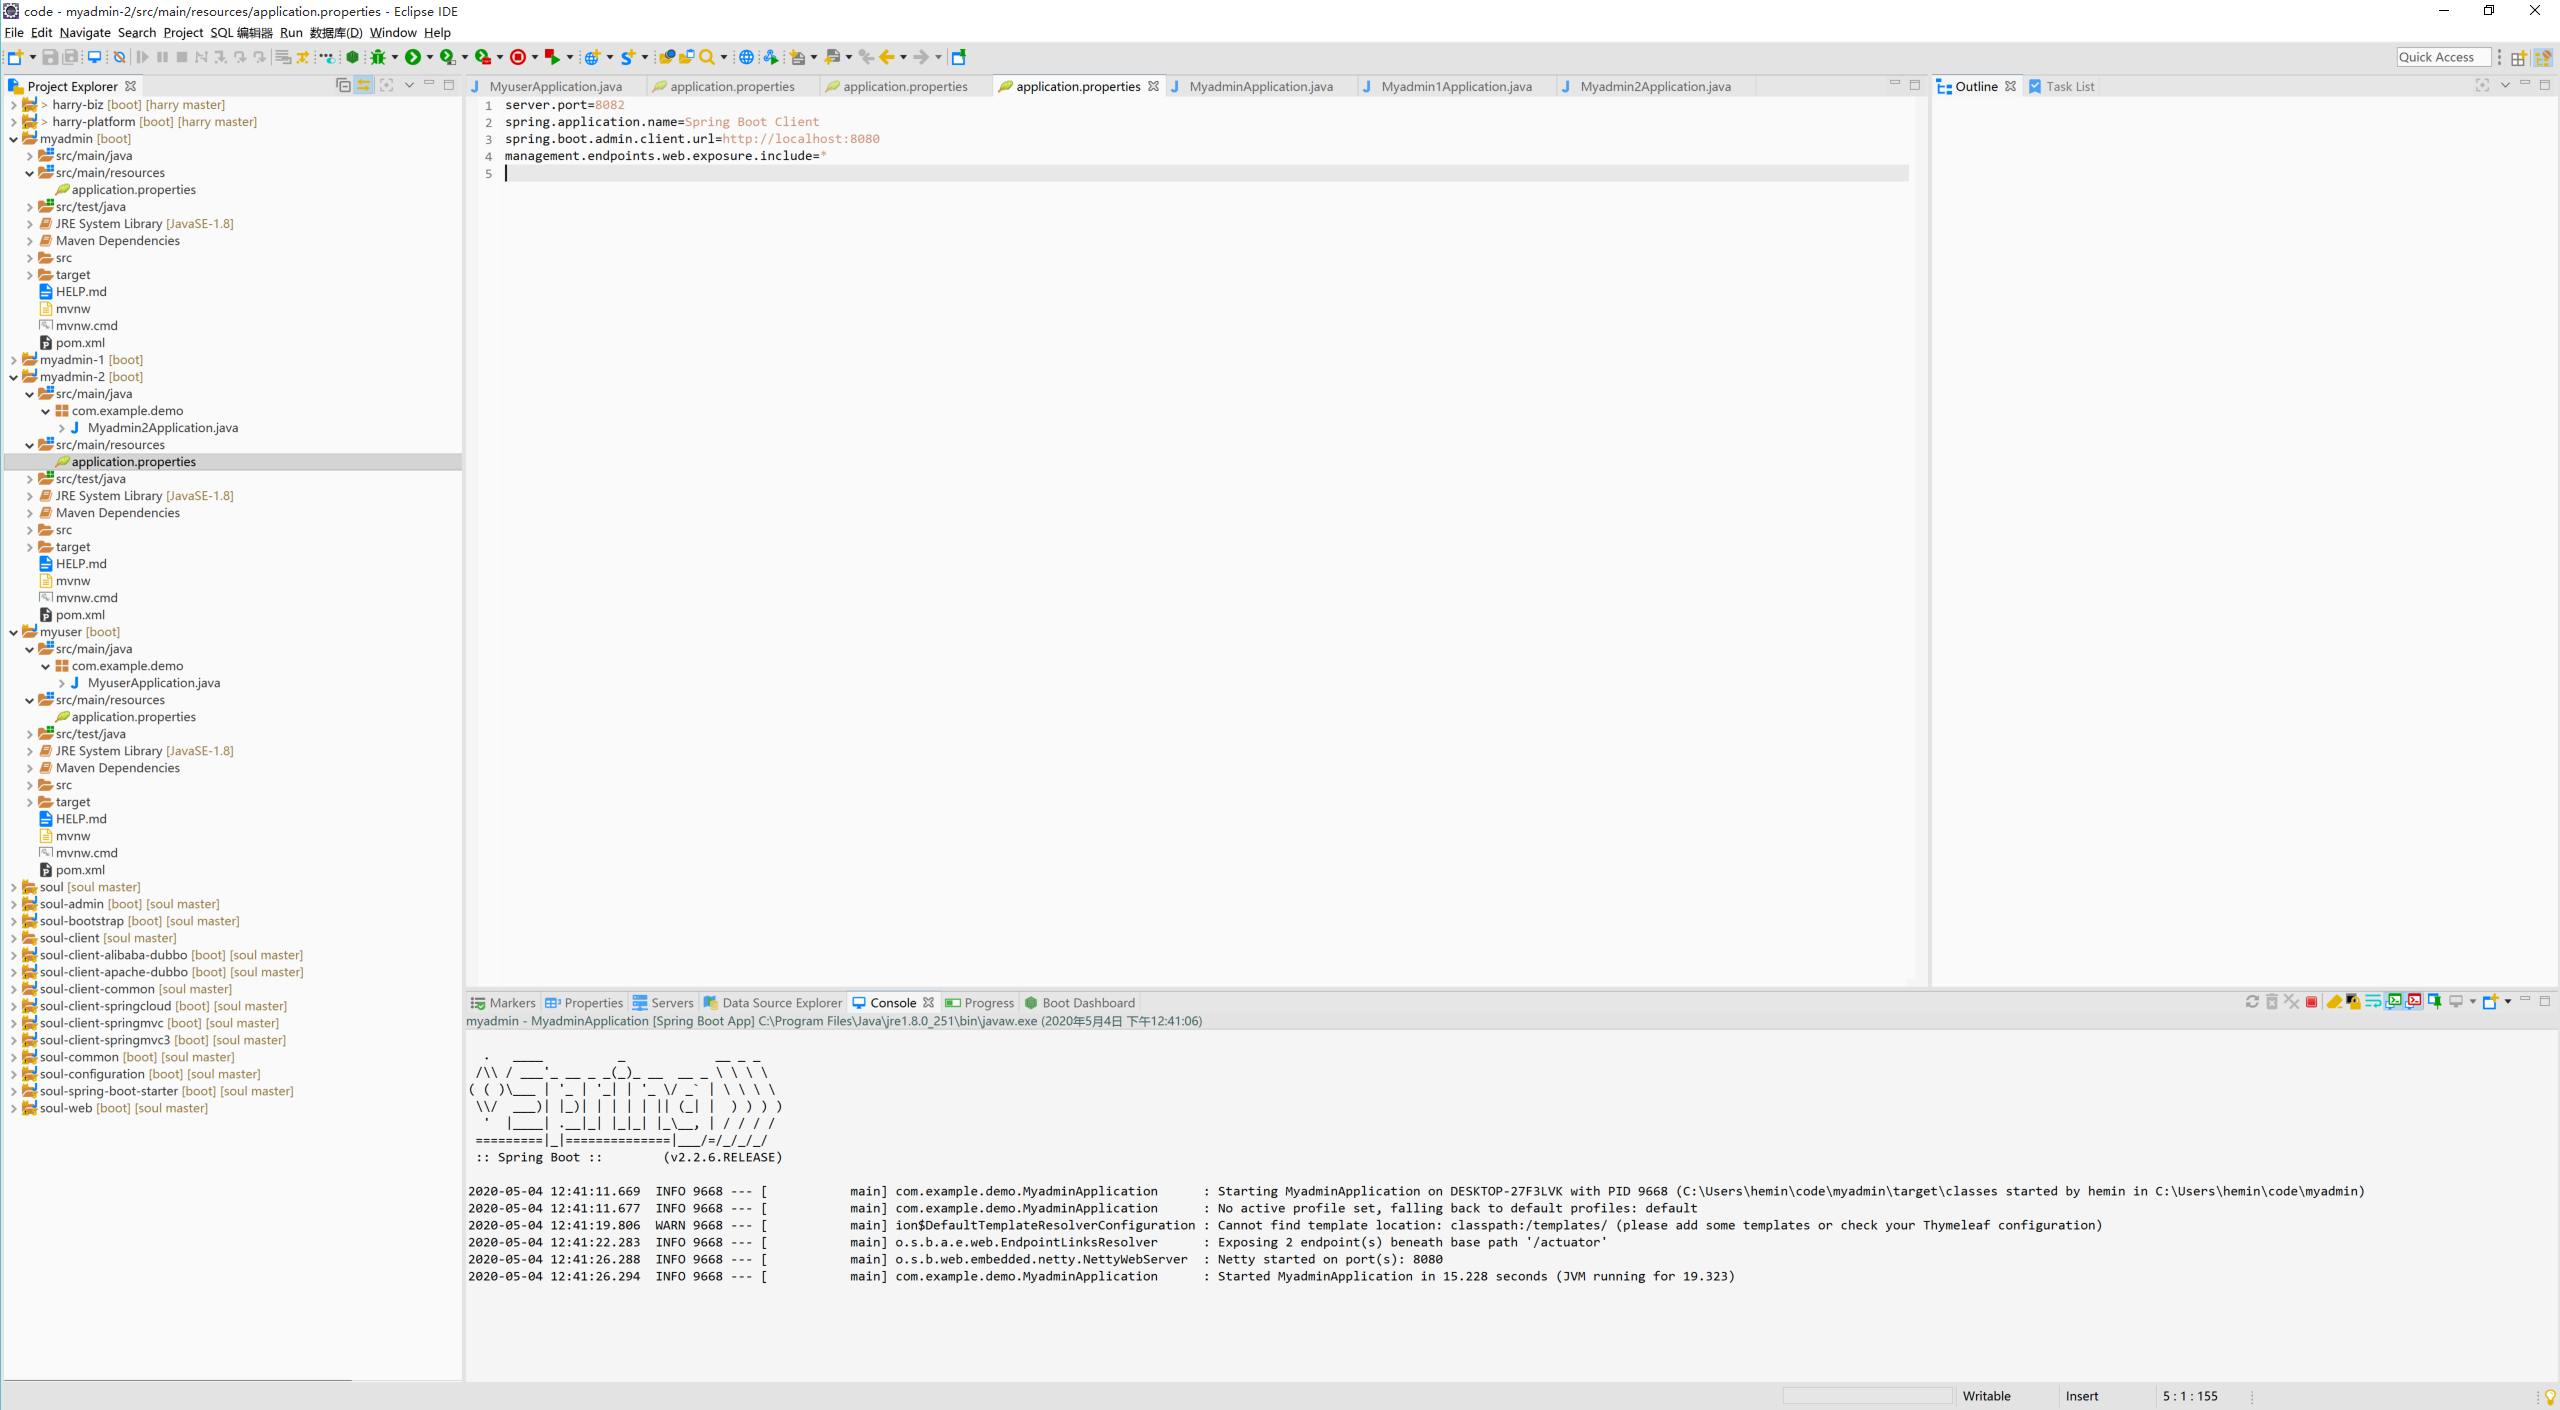 code - myadmin-2/src/main/resources/application.properties - Eclipse IDE
File Edit Navigate Search Project SQL 编辑器 Run 数据库(D) Window Help
Quick Access
Project Explorer
> harry-biz [boot] [harry master]
> harry-platform [boot] [harry master]
myadmin [boot]
src/main/java
src/main/resources
application.properties
src/test/java
JRE System Library [JavaSE-1.8]
Maven Dependencies
src
target
HELP.md
mvnw
mvnw.cmd
pom.xml
myadmin-1 [boot]
myadmin-2 [boot]
src/main/java
com.example.demo
Myadmin2Application.java
src/main/resources
application.properties
src/test/java
JRE System Library [JavaSE-1.8]
Maven Dependencies
src
target
HELP.md
mvnw
mvnw.cmd
pom.xml
myuser [boot]
src/main/java
com.example.demo
MyuserApplication.java
src/main/resources
application.properties
src/test/java
JRE System Library [JavaSE-1.8]
Maven Dependencies
src
target
HELP.md
mvnw
mvnw.cmd
pom.xml
soul [soul master]
soul-admin [boot] [soul master]
soul-bootstrap [boot] [soul master]
soul-client [soul master]
soul-client-alibaba-dubbo [boot] [soul master]
soul-client-apache-dubbo [boot] [soul master]
soul-client-common [soul master]
soul-client-springcloud [boot] [soul master]
soul-client-springmvc [boot] [soul master]
soul-client-springmvc3 [boot] [soul master]
soul-common [boot] [soul master]
soul-configuration [boot] [soul master]
soul-spring-boot-starter [boot] [soul master]
soul-web [boot] [soul master]
MyuserApplication.java application.properties application.properties application.properties MyadminApplication.java Myadmin1Application.java Myadmin2Application.java
1 server.port=8082
2 spring.application.name=Spring Boot Client
3 spring.boot.admin.client.url=http://localhost:8080
4 management.endpoints.web.exposure.include=*
5
Outline Task List
Markers Properties Servers Data Source Explorer Console Progress Boot Dashboard
myadmin - MyadminApplication [Spring Boot App] C:\Program Files\Java\jre1.8.0_251\bin\javaw.exe (2020年5月4日 下午12:41:06)
  .   ____          _            __ _ _
 /\\ / ___'_ __ _ _(_)_ __  __ _ \ \ \ \
( ( )\___ | '_ | '_| | '_ \/ _` | \ \ \ \
 \\/  ___)| |_)| | | | | || (_| |  ) ) ) )
  '  |____| .__|_| |_|_| |_\__, | / / / /
 =========|_|==============|___/=/_/_/_/
 :: Spring Boot ::        (v2.2.6.RELEASE)
2020-05-04 12:41:11.669  INFO 9668 --- [           main] com.example.demo.MyadminApplication      : Starting MyadminApplication on DESKTOP-27F3LVK with PID 9668 (C:\Users\hemin\code\myadmin\target\classes started by hemin in C:\Users\hemin\code\myadmin)
2020-05-04 12:41:11.677  INFO 9668 --- [           main] com.example.demo.MyadminApplication      : No active profile set, falling back to default profiles: default
2020-05-04 12:41:19.806  WARN 9668 --- [           main] ion$DefaultTemplateResolverConfiguration : Cannot find template location: classpath:/templates/ (please add some templates or check your Thymeleaf configuration)
2020-05-04 12:41:22.283  INFO 9668 --- [           main] o.s.b.a.e.web.EndpointLinksResolver      : Exposing 2 endpoint(s) beneath base path '/actuator'
2020-05-04 12:41:26.288  INFO 9668 --- [           main] o.s.b.web.embedded.netty.NettyWebServer  : Netty started on port(s): 8080
2020-05-04 12:41:26.294  INFO 9668 --- [           main] com.example.demo.MyadminApplication      : Started MyadminApplication in 15.228 seconds (JVM running for 19.323)
Writable Insert 5 : 1 : 155